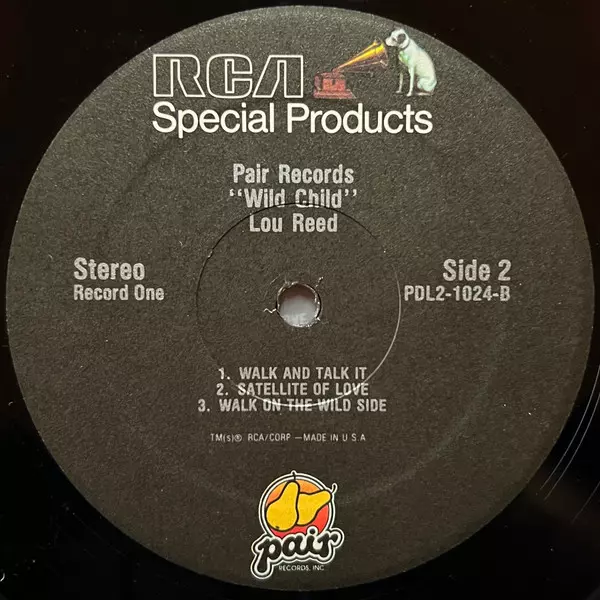 RCA
Special Products
Pair Records
"Wild Child"
Lou Reed
Stereo
Record One
Side 2
PDL2-1024-B
1. WALK AND TALK IT
2. SATELLITE OF LOVE
3. WALK ON THE WILD SIDE
TM(s)® RCA/CORP —MADE IN U S A
pair
RECORDS, INC.